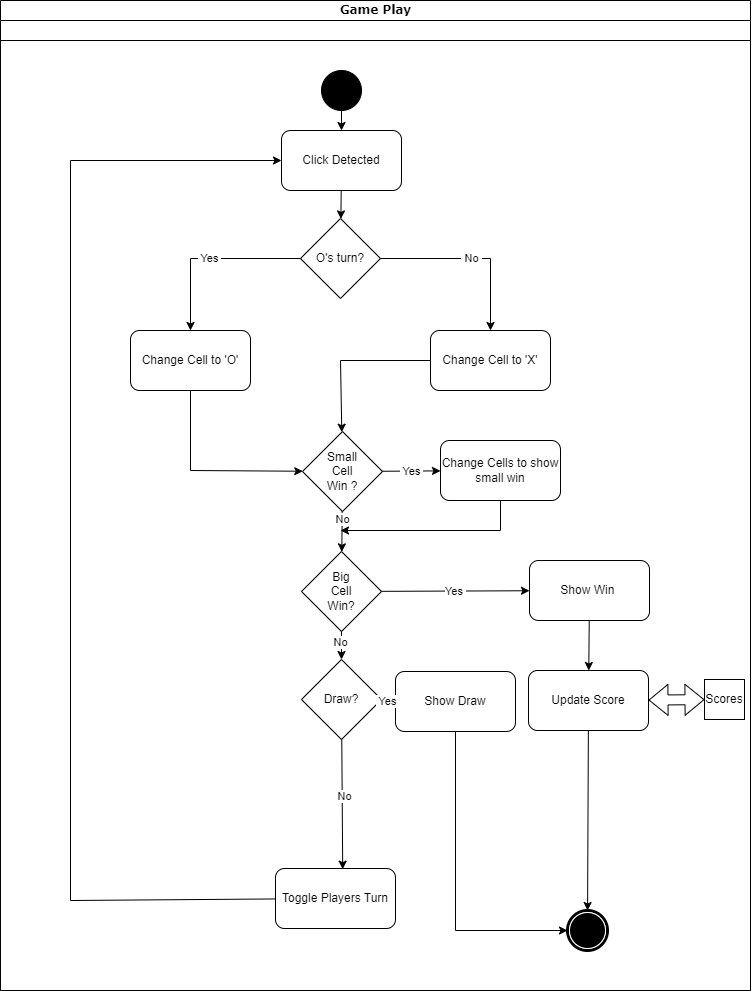 Game Play
Click Detected
O's turn?
Yes
No
Change Cell to 'O'
Change Cell to 'X'
Small
Cell
Win ?
Yes
Change Cells to show
small win
No
Big
Cell
Win?
Yes
Show Win
No
Draw?
Yes
Show Draw
Update Score
Scores
No
Toggle Players Turn